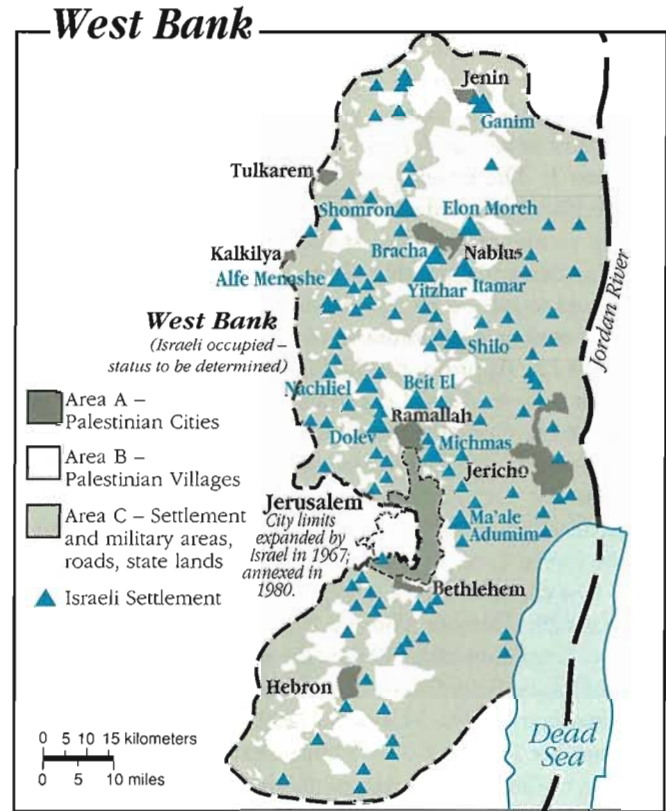 West Bank
Jenin
Ganim
Tulkarem
Shomron
Elon Moreh
Kalkilya
Bracha
Nablus
Alfe Menashe
Yitzhar
Itamar
Jordan River
West Bank
(Israeli occupied –
status to be determined)
Shilo
Nachliel
Beit El
Ramallah
Dolev
Michmas
Jericho
Area A –
Palestinian Cities
Area B –
Palestinian Villages
Area C – Settlement
and military areas,
roads, state lands
Israeli Settlement
Jerusalem
City limits
expanded by
Israel in 1967;
annexed in
1980.
Ma'ale
Adumim
Bethlehem
Hebron
0 5 10 15 kilometers
0 5 10 miles
Dead
Sea